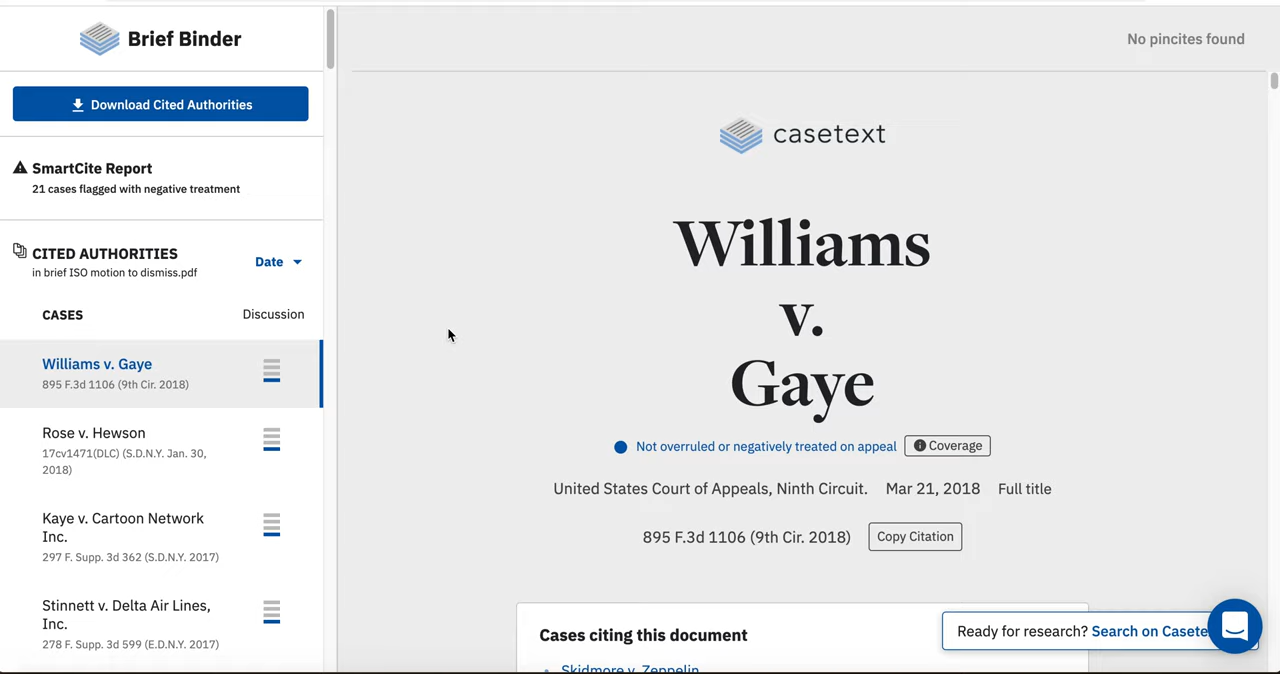 Brief Binder
Download Cited Authorities
SmartCite Report
21 cases flagged with negative treatment
CITED AUTHORITIES
in brief ISO motion to dismiss.pdf
Date
CASES
Discussion
Williams v. Gaye
895 F.3d 1106 (9th Cir. 2018)
Rose v. Hewson
17cv1471(DLC) (S.D.N.Y. Jan. 30,
2018)
Kaye v. Cartoon Network
Inc.
297 F. Supp. 3d 362 (S.D.N.Y. 2017)
Stinnett v. Delta Air Lines,
Inc.
278 F. Supp. 3d 599 (E.D.N.Y. 2017)
No pincites found
casetext
Williams
v.
Gaye
Not overruled or negatively treated on appeal
Coverage
United States Court of Appeals, Ninth Circuit. Mar 21, 2018 Full title
895 F.3d 1106 (9th Cir. 2018) Copy Citation
Cases citing this document
Skidmore v. Zeppelin
Ready for research? Search on Casete